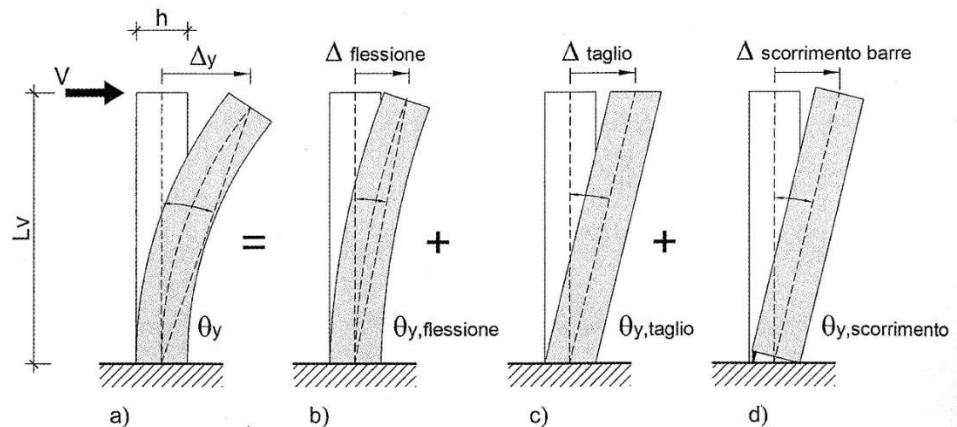 h
V
Δy
Lv
θy
a)
=
Δ flessione
θy,flessione
b)
+
Δ taglio
θy,taglio
c)
+
Δ scorrimento barre
θy,scorrimento
d)